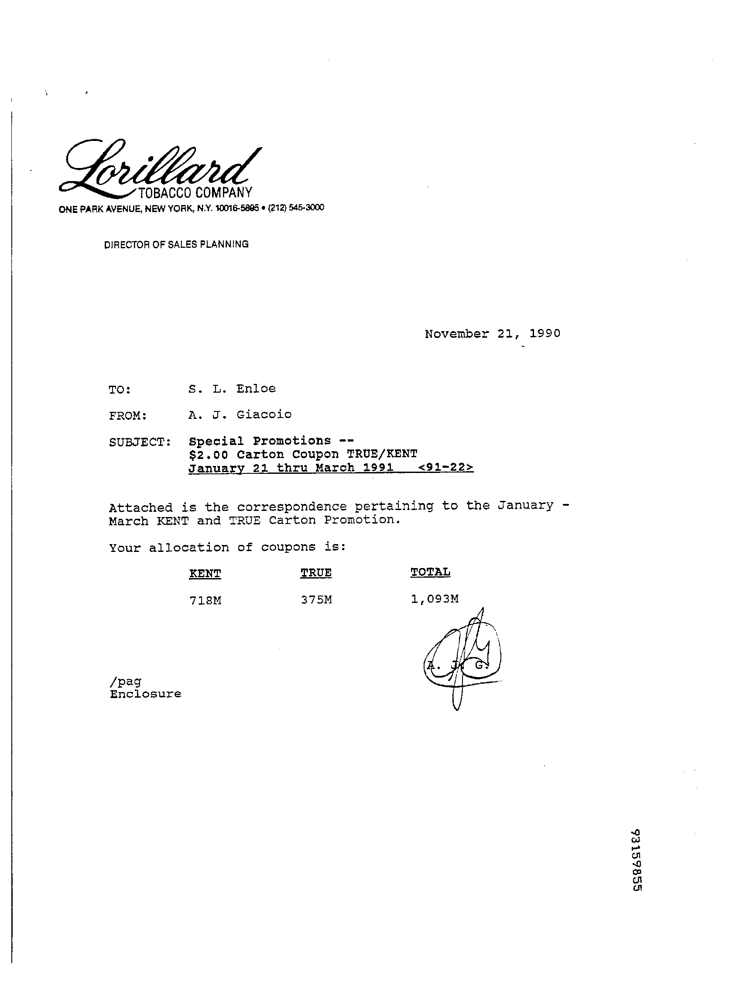 Lorillard
TOBACCO COMPANY
ONE PARK AVENUE, NEW YORK, N.Y. 10016-5895 • (212) 545-3000
DIRECTOR OF SALES PLANNING
November 21, 1990
TO: S. L. Enloe
FROM: A. J. Giacoio
SUBJECT: Special Promotions --
$2.00 Carton Coupon TRUE/KENT
January 21 thru March 1991 <91-22>
Attached is the correspondence pertaining to the January -
March KENT and TRUE Carton Promotion.
Your allocation of coupons is:
KENT TRUE TOTAL
718M 375M 1,093M
A. J. G.
/pag
Enclosure
93159855